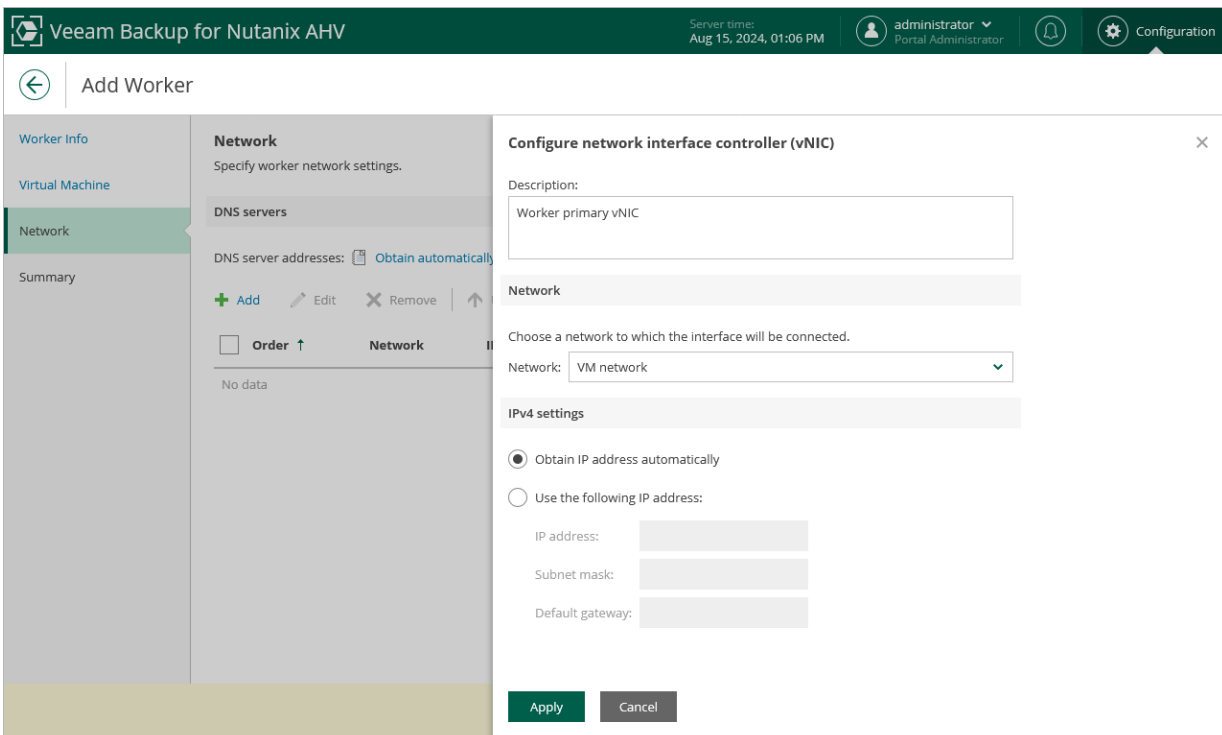 Veeam Backup for Nutanix AHV
Server time:
Aug 15, 2024, 01:06 PM
administrator
Portal Administrator
Configuration
Add Worker
Worker Info
Virtual Machine
Network
Summary
Network
Specify worker network settings.
DNS servers
DNS server addresses: Obtain automatically
Add Edit Remove
Order Network
No data
Configure network interface controller (vNIC)
Description:
Worker primary vNIC
Network
Choose a network to which the interface will be connected.
Network: VM network
IPv4 settings
Obtain IP address automatically
Use the following IP address:
IP address:
Subnet mask:
Default gateway:
Apply Cancel